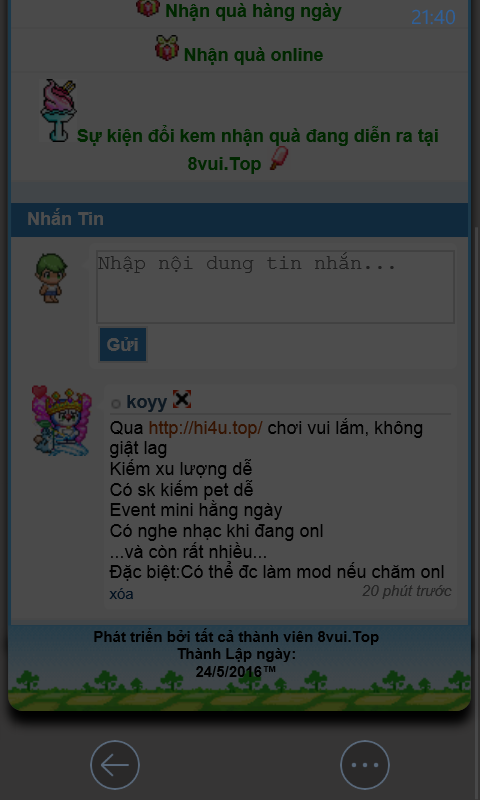 Nhận quà hàng ngày
21:40
Nhận quà online
Sự kiện đổi kem nhận quà đang diễn ra tại
8vui.Top
Nhắn Tin
Nhập nội dung tin nhắn...
Gửi
koyy
Qua http://hi4u.top/ chơi vui lắm, không
giật lag
Kiếm xu lượng dễ
Có sk kiếm pet dễ
Event mini hằng ngày
Có nghe nhạc khi đang onl
...và còn rất nhiều...
Đặc biệt:Có thể đc làm mod nếu chăm onl
xóa
20 phút trước
Phát triển bởi tất cả thành viên 8vui.Top
Thành Lập ngày:
24/5/2016™